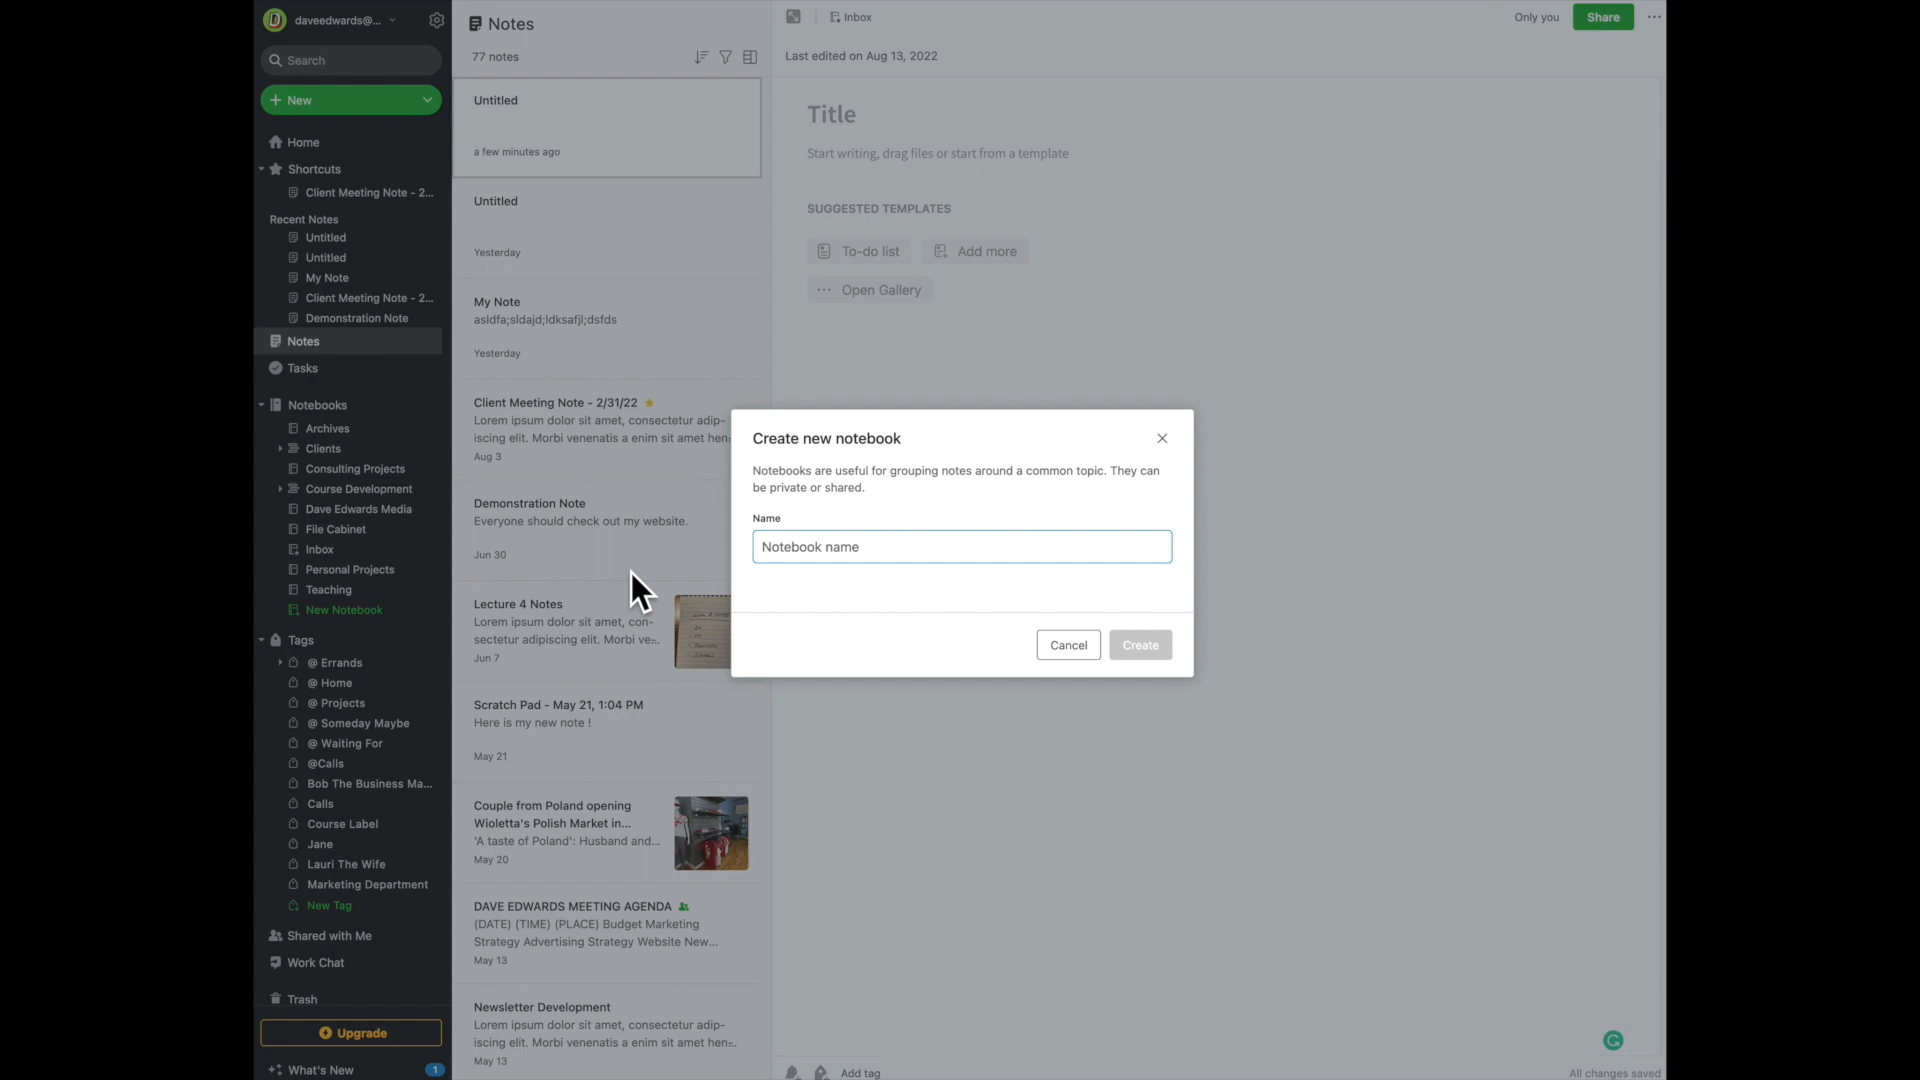 daveedwards@...
Search
New
Home
Shortcuts
Client Meeting Note - 2...
Recent Notes
Untitled
Untitled
My Note
Client Meeting Note - 2...
Demonstration Note
Notes
Tasks
Notebooks
Archives
Clients
Consulting Projects
Course Development
Dave Edwards Media
File Cabinet
Inbox
Personal Projects
Teaching
New Notebook
Tags
@ Errands
@ Home
@ Projects
@ Someday Maybe
@ Waiting For
@Calls
Bob The Business Ma...
Calls
Course Label
Jane
Lauri The Wife
Marketing Department
New Tag
Shared with Me
Work Chat
Trash
Upgrade
What's New
1
Notes
77 notes
Untitled
a few minutes ago
Untitled
Yesterday
My Note
asldfa;sldajd;ldksafjl;dsfds
Yesterday
Client Meeting Note - 2/31/22
Lorem ipsum dolor sit amet, consectetur adip-
iscing elit. Morbi venenatis a enim sit amet hen
Aug 3
Demonstration Note
Everyone should check out my website.
Jun 30
Lecture 4 Notes
Lorem ipsum dolor sit amet, con-
sectetur adipiscing elit. Morbi ve...
Jun 7
Scratch Pad - May 21, 1:04 PM
Here is my new note !
May 21
Couple from Poland opening
Wioletta's Polish Market in...
'A taste of Poland': Husband and...
May 20
DAVE EDWARDS MEETING AGENDA
(DATE) (TIME) (PLACE) Budget Marketing
Strategy Advertising Strategy Website New...
May 13
Newsletter Development
Lorem ipsum dolor sit amet, consectetur adip-
iscing elit. Morbi venenatis a enim sit amet hen...
May 13
Inbox
Only you
Share
Last edited on Aug 13, 2022
Title
Start writing, drag files or start from a template
SUGGESTED TEMPLATES
To-do list
Add more
Open Gallery
Create new notebook
Notebooks are useful for grouping notes around a common topic. They can
be private or shared.
Name
Notebook name
Cancel
Create
Add tag
All changes saved